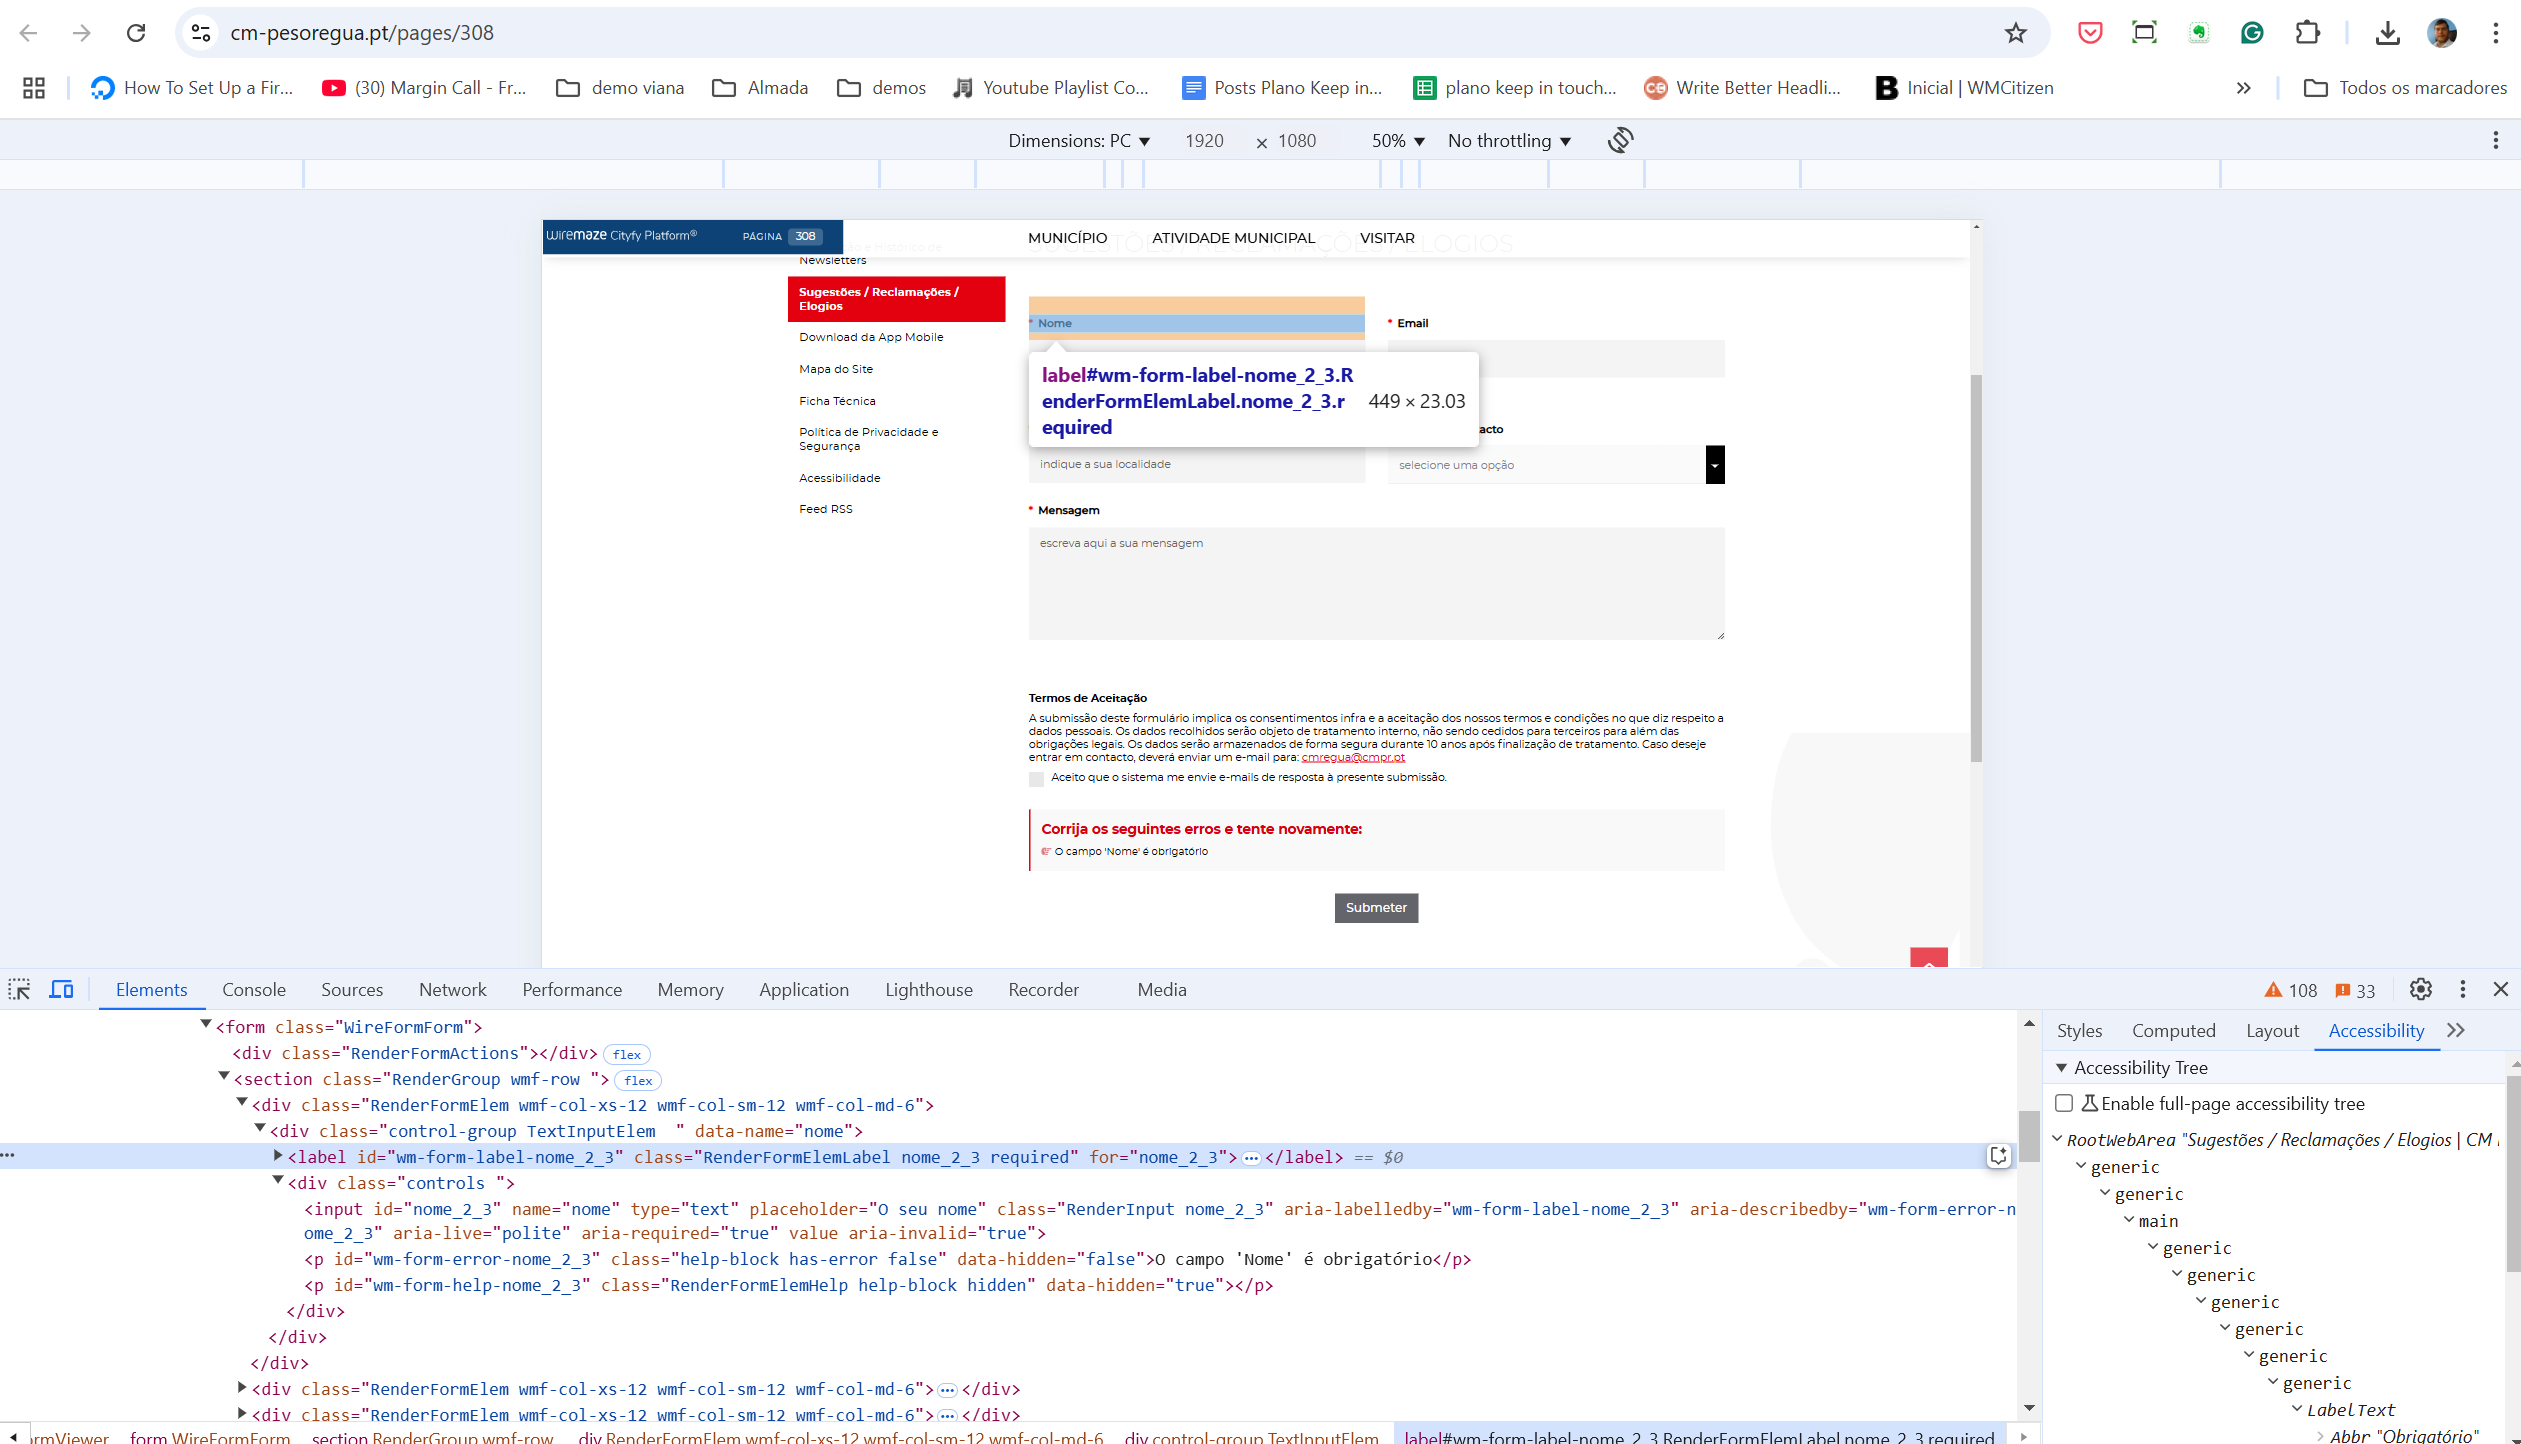 cm-pesoregua.pt/pages/308
How To Set Up a Fir...
(30) Margin Call - Fr...
demo viana
Almada
demos
Youtube Playlist Co...
Posts Plano Keep in...
plano keep in touch...
Write Better Headli...
Inicial | WMCitizen
»
Todos os marcadores
Dimensions: PC
1920 × 1080
50%
No throttling
wiremaze Cityfy Platform®
PÁGINA 308
MUNICÍPIO
ATIVIDADE MUNICIPAL
VISITAR
Newsletters
Sugestões / Reclamações /
Elogios
Download da App Mobile
Mapa do Site
Ficha Técnica
Política de Privacidade e
Segurança
Acessibilidade
Feed RSS
* Nome
* Email
label#wm-form-label-nome_2_3.R
enderFormElemLabel.nome_2_3.r
equired
449 × 23.03
acto
indique a sua localidade
selecione uma opção
* Mensagem
escreva aqui a sua mensagem
Termos de Aceitação
A submissão deste formulário implica os consentimentos infra e a aceitação dos nossos termos e condições no que diz respeito a
dados pessoais. Os dados recolhidos serão objeto de tratamento interno, não sendo cedidos para terceiros para além das
obrigações legais. Os dados serão armazenados de forma segura durante 10 anos após finalização de tratamento. Caso deseje
entrar em contacto, deverá enviar um e-mail para: cmregua@cmpr.pt
Aceito que o sistema me envie e-mails de resposta à presente submissão.
Corrija os seguintes erros e tente novamente:
O campo 'Nome' é obrigatório
Submeter
Elements
Console
Sources
Network
Performance
Memory
Application
Lighthouse
Recorder
Media
108
33
<form class="WireFormForm">
<div class="RenderFormActions"></div> flex
<section class="RenderGroup wmf-row "> flex
<div class="RenderFormElem wmf-col-xs-12 wmf-col-sm-12 wmf-col-md-6">
<div class="control-group TextInputElem  " data-name="nome">
<label id="wm-form-label-nome_2_3" class="RenderFormElemLabel nome_2_3 required" for="nome_2_3">…</label> == $0
<div class="controls ">
<input id="nome_2_3" name="nome" type="text" placeholder="O seu nome" class="RenderInput nome_2_3" aria-labelledby="wm-form-label-nome_2_3" aria-describedby="wm-form-error-n
ome_2_3" aria-live="polite" aria-required="true" value aria-invalid="true">
<p id="wm-form-error-nome_2_3" class="help-block has-error false" data-hidden="false">O campo 'Nome' é obrigatório</p>
<p id="wm-form-help-nome_2_3" class="RenderFormElemHelp help-block hidden" data-hidden="true"></p>
</div>
</div>
</div>
<div class="RenderFormElem wmf-col-xs-12 wmf-col-sm-12 wmf-col-md-6">…</div>
<div class="RenderFormElem wmf-col-xs-12 wmf-col-sm-12 wmf-col-md-6">…</div>
ormViewer form.WireFormForm section.RenderGroup.wmf-row. div.RenderFormElem.wmf-col-xs-12.wmf-col-sm-12.wmf-col-md-6 div.control-group.TextInputElem. label#wm-form-label-nome_2_3.RenderFormElemLabel.nome_2_3.required
Styles
Computed
Layout
Accessibility
Accessibility Tree
Enable full-page accessibility tree
RootWebArea "Sugestões / Reclamações / Elogios | CM
generic
generic
main
generic
generic
generic
generic
generic
generic
LabelText
Abbr "Obrigatório"